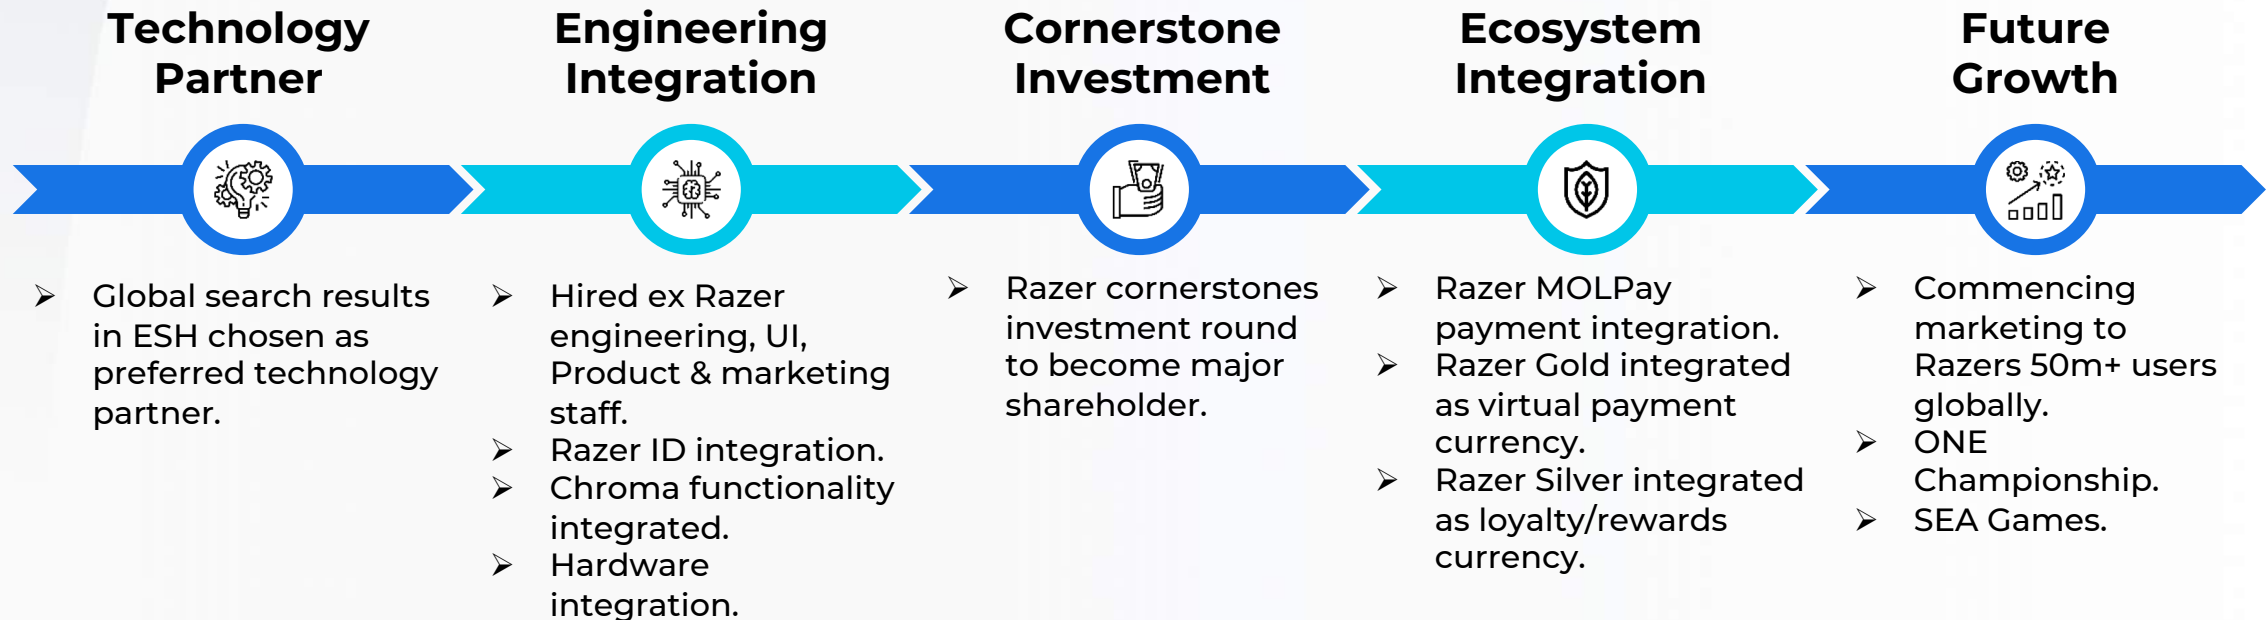 Technology
Partner
Engineering
Integration
Cornerstone
Investment
Ecosystem
Integration
Future
Growth
➢ Global search results
in ESH chosen as
preferred technology
partner.
➢ Hired ex Razer
engineering, UI,
Product & marketing
staff.
➢ Razer ID integration.
➢ Chroma functionality
integrated.
➢ Hardware
integration.
➢ Razer cornerstones
investment round
to become major
shareholder.
➢ Razer MOLPay
payment integration.
➢ Razer Gold integrated
as virtual payment
currency.
➢ Razer Silver integrated
as loyalty/rewards
currency.
➢ Commencing
marketing to
Razers 50m+ users
globally.
➢ ONE
Championship.
➢ SEA Games.